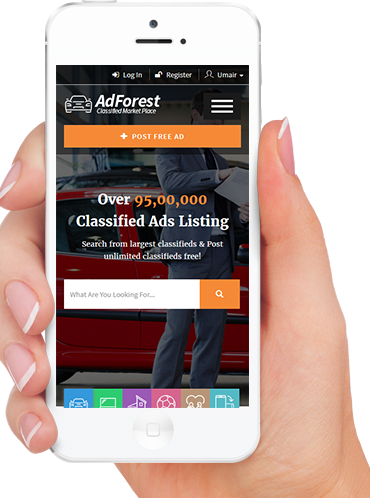 Log In Register Umair
AdForest
Classified Market Place
POST FREE AD
Over 95,00,000
Classified Ads Listing
Search from largest classifieds & Post
unlimited classifieds free!
What Are You Looking For...